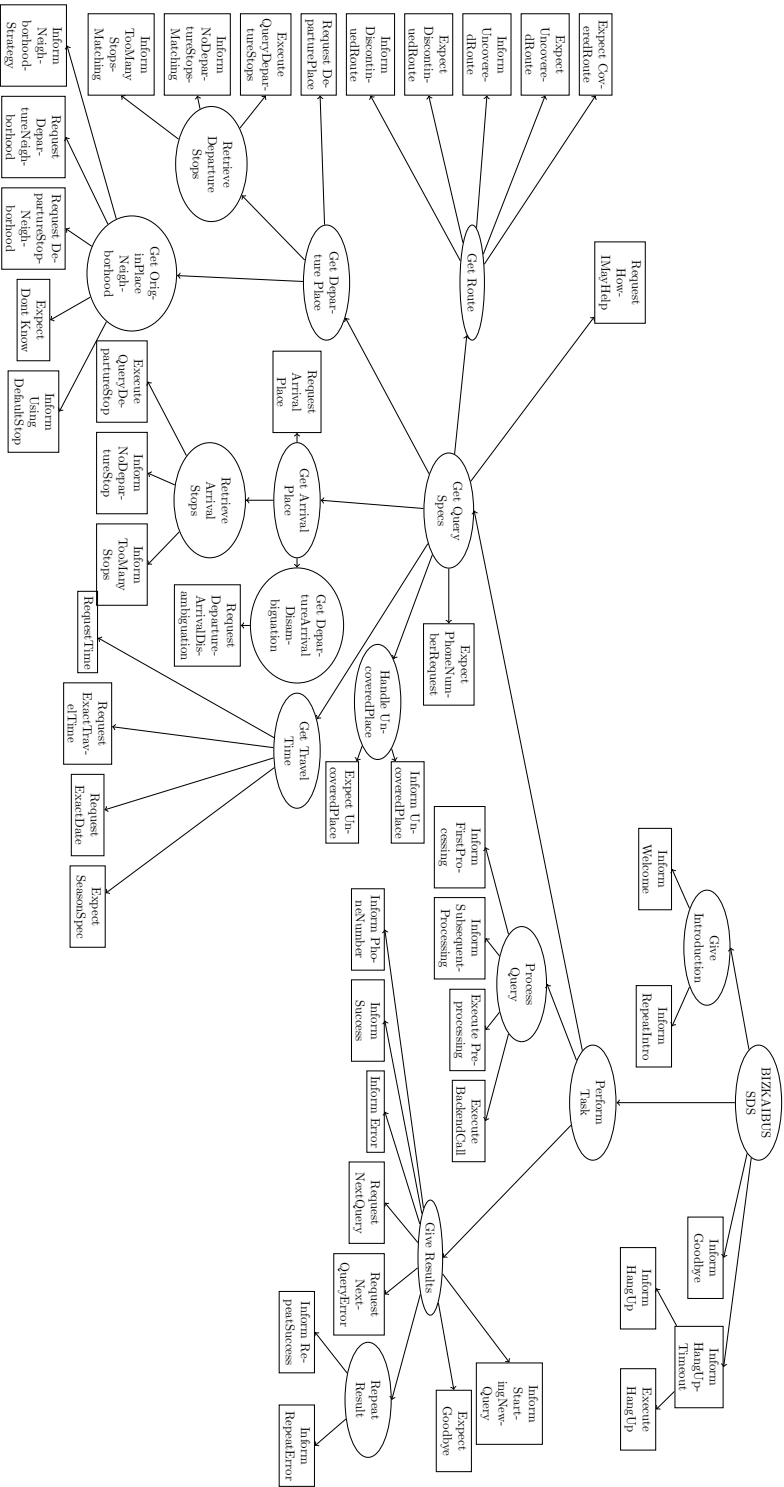 BIZKAIBUS
SDS
Give
Introduction
Inform
Welcome
Inform
RepeatIntro
Perform
Task
Inform
Goodbye
Inform
HangUp-
Timeout
Inform
HangUp
Execute
HangUp
Get Query
Specs
Process
Query
Give Results
Request
How-
IMayHelp
Get Route
Expect Cov-
eredRoute
Expect
Uncovere-
dRoute
Inform
Uncovere-
dRoute
Expect
Discontin-
uedRoute
Inform
Discontin-
uedRoute
Get Depar-
ture Place
Request De-
parturePlace
Retrieve
Departure
Stops
Execute
QueryDepar-
tureStops
Inform
NoDepar-
tureStops-
Matching
Inform
TooMany
Stops-
Matching
Get Orig-
inPlace
Neigh-
borhood
Inform
Neigh-
borhood-
Strategy
Request
Depar-
tureNeigh-
borhood
Request De-
partureStop-
Neigh-
borhood
Expect
Dont Know
Inform
Using
DefaultStop
Get Arrival
Place
Request
Arrival
Place
Retrieve
Arrival
Stops
Execute
QueryDe-
partureStop
Inform
NoDepar-
tureStop
Inform
TooMany
Stops
Get Depar-
tureArrival
Disam-
biguation
Request
Departure-
ArrivalDis-
ambiguation
Expect
PhoneNum-
berRequest
Handle Un-
coveredPlace
Inform Un-
coveredPlace
Expect Un-
coveredPlace
Get Travel
Time
RequestTime
Request
ExactTrav-
elTime
Request
ExactDate
Expect
SeasonSpec
Inform
FirstPro-
cessing
Inform
Subsequent-
Processing
Execute Pre-
processing
Execute
BackendCall
Inform Pho-
neNumber
Inform
Success
Inform Error
Request
NextQuery
Request
Next-
QueryError
Repeat
Result
Inform Re-
peatSuccess
Inform
RepeatError
Expect
Goodbye
Inform
Start-
ingNew-
Query